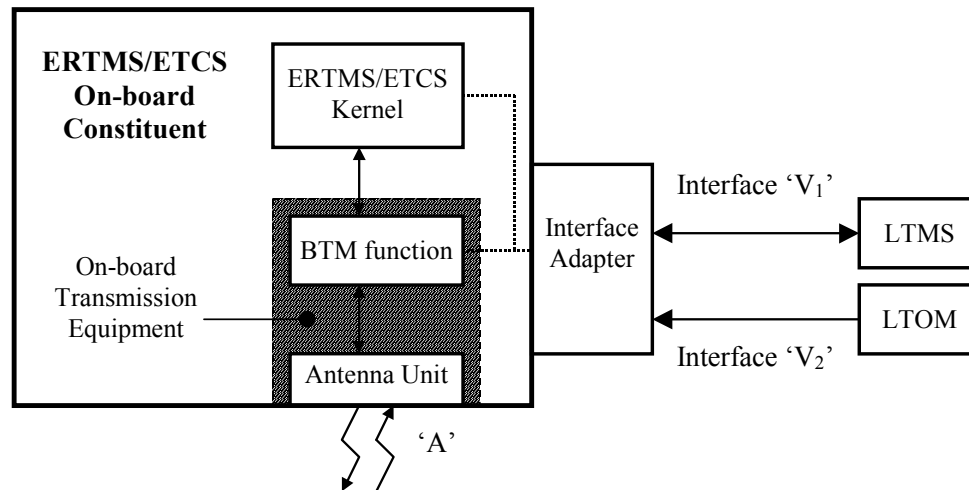 ERTMS/ETCS
On-board
Constituent
ERTMS/ETCS
Kernel
BTM function
On-board
Transmission
Equipment
Antenna Unit
‘A’
Interface
Adapter
Interface ‘V₁’
LTMS
LTOM
Interface ‘V₂’